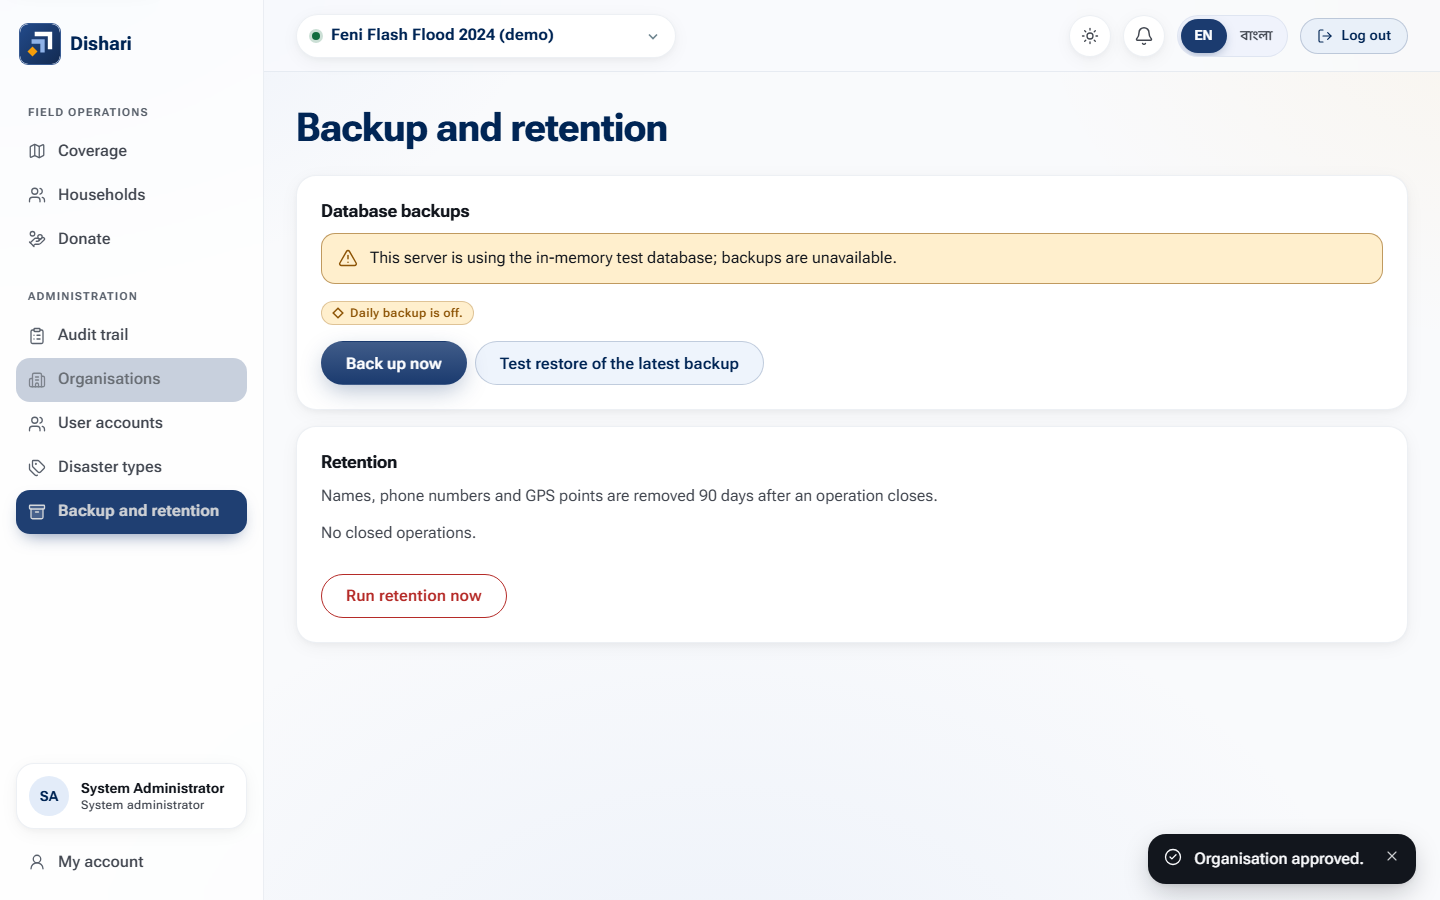 Dishari
FIELD OPERATIONS
Coverage
Households
Donate
ADMINISTRATION
Audit trail
Organisations
User accounts
Disaster types
Backup and retention
SA
System Administrator
System administrator
My account
Feni Flash Flood 2024 (demo)
EN
বাংলা
Log out
Backup and retention
Database backups
This server is using the in-memory test database; backups are unavailable.
Daily backup is off.
Back up now
Test restore of the latest backup
Retention
Names, phone numbers and GPS points are removed 90 days after an operation closes.
No closed operations.
Run retention now
Organisation approved.